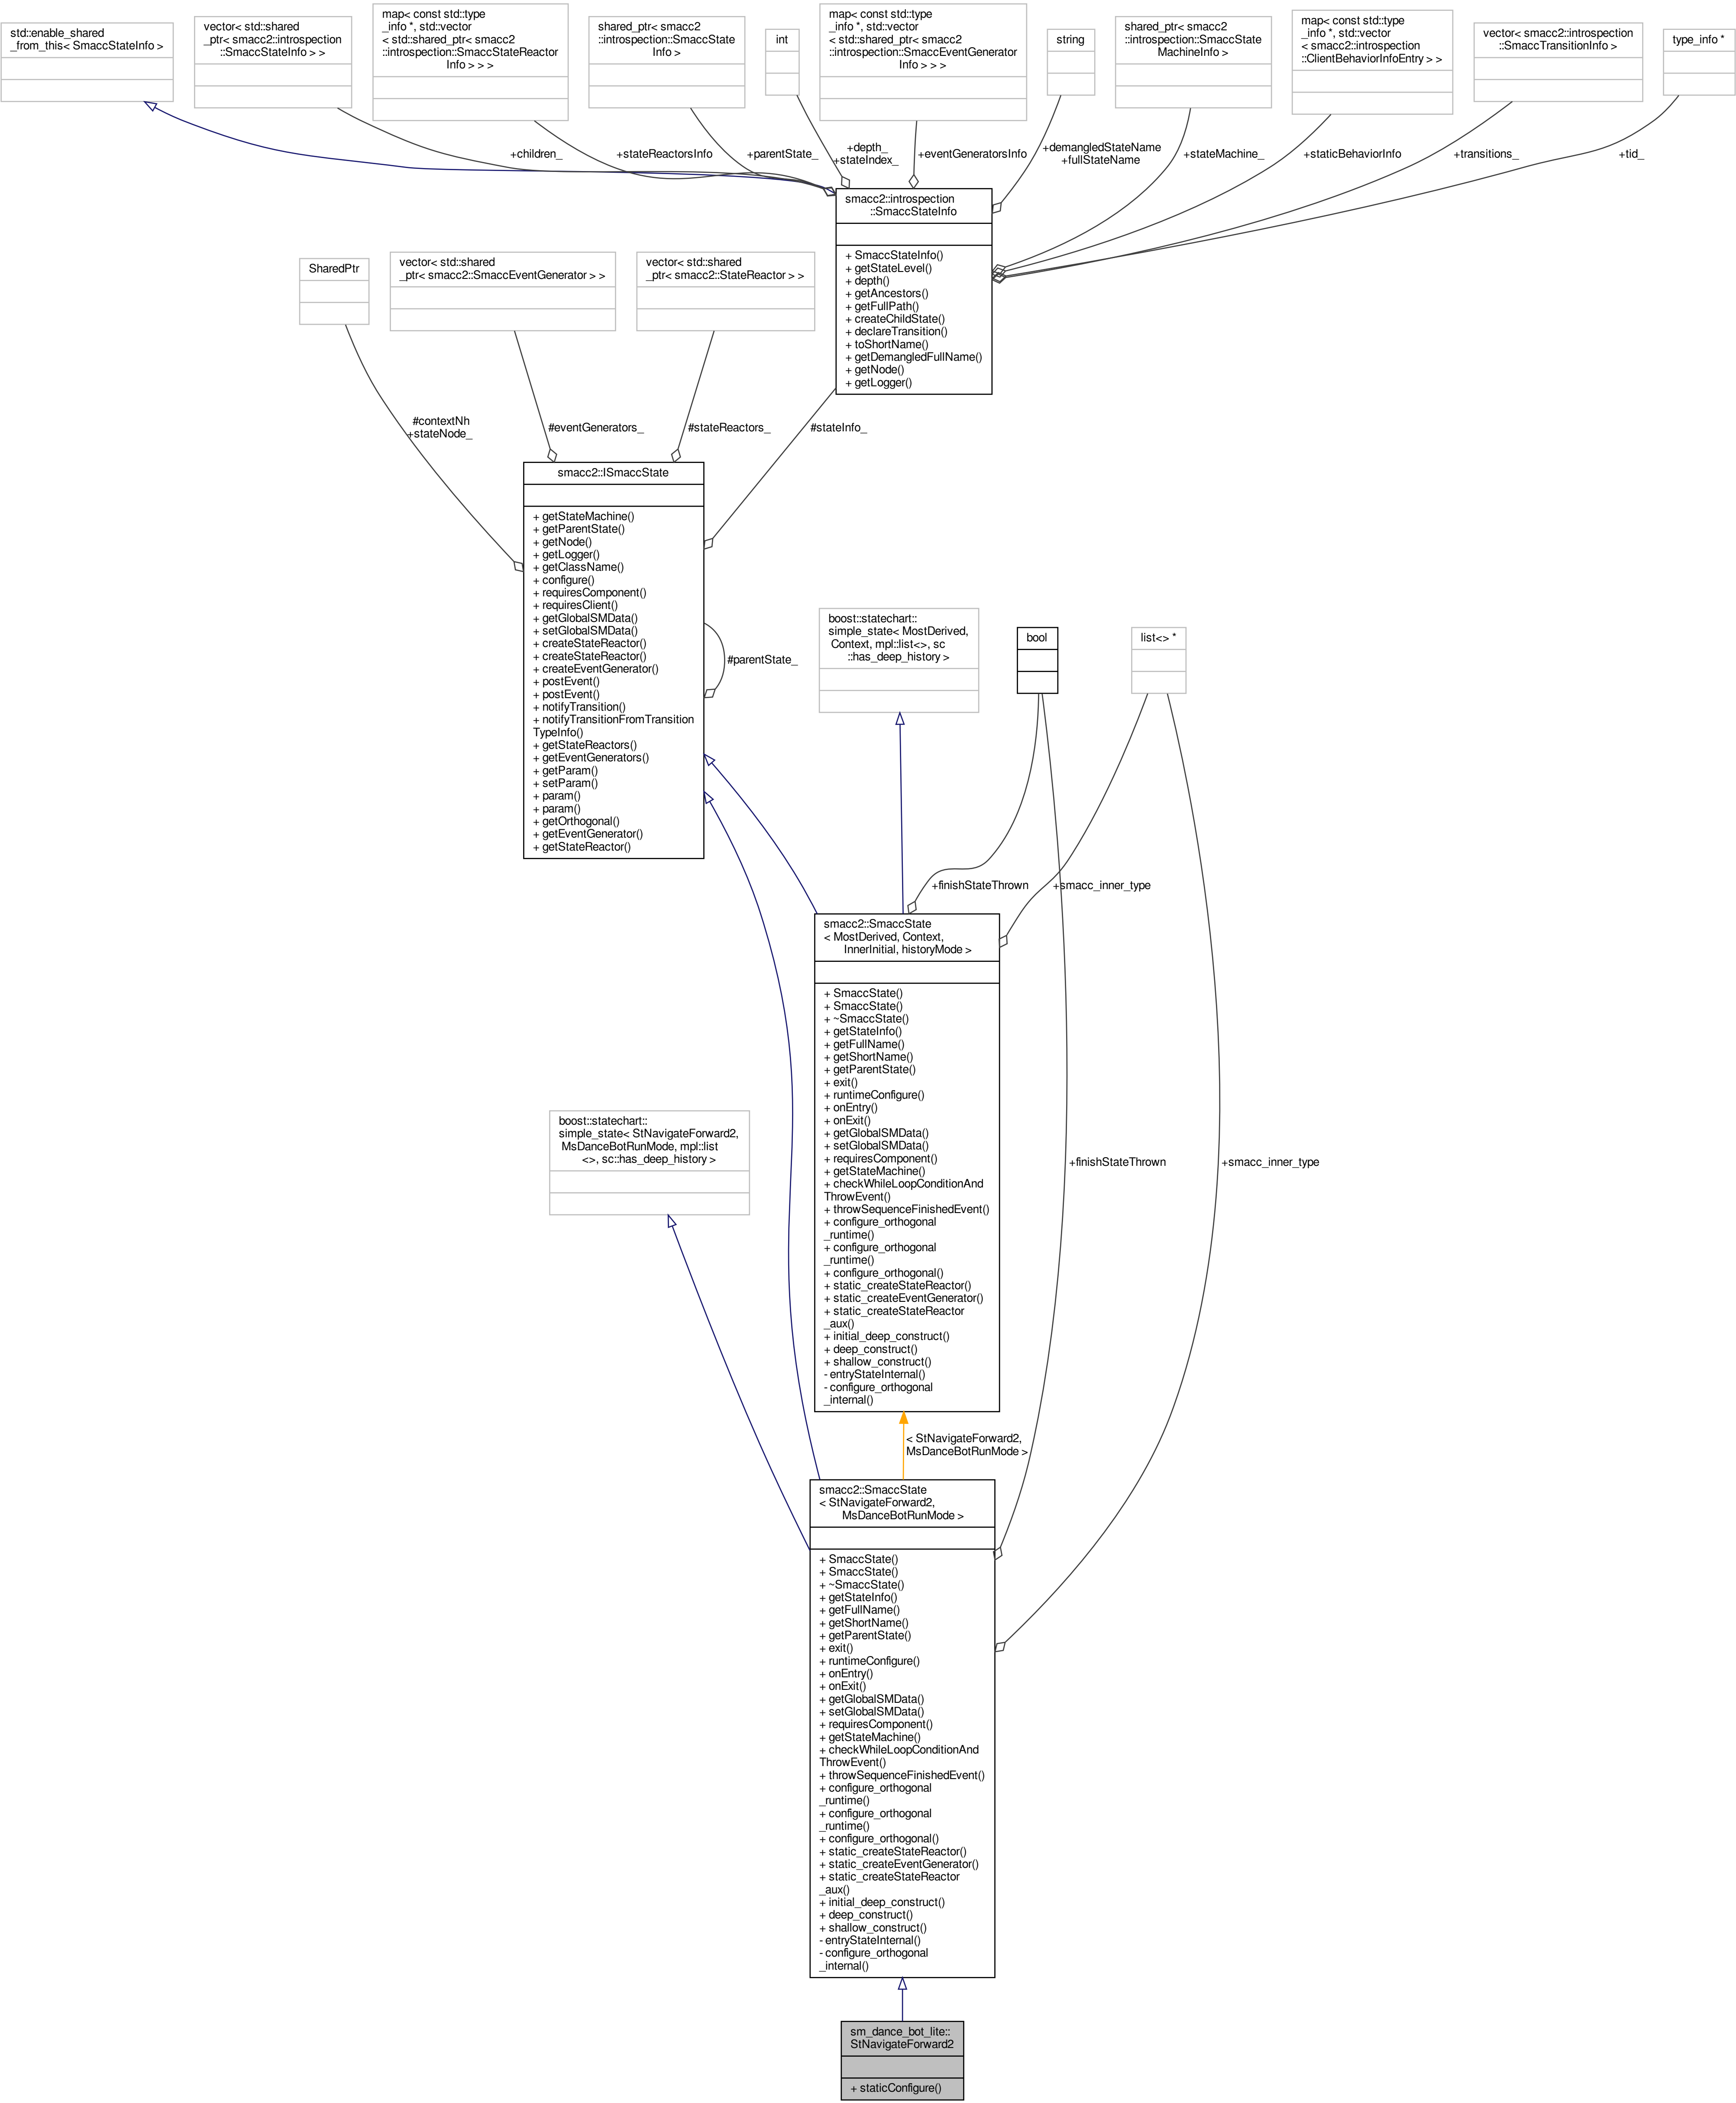 std::enable_shared
_from_this< SmaccStateInfo >
vector< std::shared
_ptr< smacc2::introspection
::SmaccStateInfo > >
map< const std::type
_info *, std::vector
< std::shared_ptr< smacc2
::introspection::SmaccStateReactor
Info > > >
shared_ptr< smacc2
::introspection::SmaccState
Info >
int
map< const std::type
_info *, std::vector
< std::shared_ptr< smacc2
::introspection::SmaccEventGenerator
Info > > >
string
shared_ptr< smacc2
::introspection::SmaccState
MachineInfo >
map< const std::type
_info *, std::vector
< smacc2::introspection
::ClientBehaviorInfoEntry > >
vector< smacc2::introspection
::SmaccTransitionInfo >
type_info *
+children_
+stateReactorsInfo
+parentState_
+depth_
+stateIndex_
+eventGeneratorsInfo
+demangledStateName
+fullStateName
+stateMachine_
+staticBehaviorInfo
+transitions_
+tid_
smacc2::introspection
::SmaccStateInfo
+ SmaccStateInfo()
+ getStateLevel()
+ depth()
+ getAncestors()
+ getFullPath()
+ createChildState()
+ declareTransition()
+ toShortName()
+ getDemangledFullName()
+ getNode()
+ getLogger()
SharedPtr
vector< std::shared
_ptr< smacc2::SmaccEventGenerator > >
vector< std::shared
_ptr< smacc2::StateReactor > >
#contextNh
+stateNode_
#eventGenerators_
#stateReactors_
#stateInfo_
smacc2::ISmaccState
+ getStateMachine()
+ getParentState()
+ getNode()
+ getLogger()
+ getClassName()
+ configure()
+ requiresComponent()
+ requiresClient()
+ getGlobalSMData()
+ setGlobalSMData()
+ createStateReactor()
+ createStateReactor()
+ createEventGenerator()
+ postEvent()
+ postEvent()
+ notifyTransition()
+ notifyTransitionFromTransition
TypeInfo()
+ getStateReactors()
+ getEventGenerators()
+ getParam()
+ setParam()
+ param()
+ param()
+ getOrthogonal()
+ getEventGenerator()
+ getStateReactor()
#parentState_
boost::statechart::
simple_state< MostDerived,
Context, mpl::list<>, sc
::has_deep_history >
bool
list<> *
+finishStateThrown
+smacc_inner_type
smacc2::SmaccState
< MostDerived, Context,
InnerInitial, historyMode >
+ SmaccState()
+ SmaccState()
+ ~SmaccState()
+ getStateInfo()
+ getFullName()
+ getShortName()
+ getParentState()
+ exit()
+ runtimeConfigure()
+ onEntry()
+ onExit()
+ getGlobalSMData()
+ setGlobalSMData()
+ requiresComponent()
+ getStateMachine()
+ checkWhileLoopConditionAnd
ThrowEvent()
+ throwSequenceFinishedEvent()
+ configure_orthogonal
_runtime()
+ configure_orthogonal
_runtime()
+ configure_orthogonal()
+ static_createStateReactor()
+ static_createEventGenerator()
+ static_createStateReactor
_aux()
+ initial_deep_construct()
+ deep_construct()
+ shallow_construct()
- entryStateInternal()
- configure_orthogonal
_internal()
boost::statechart::
simple_state< StNavigateForward2,
MsDanceBotRunMode, mpl::list
<>, sc::has_deep_history >
+finishStateThrown
+smacc_inner_type
< StNavigateForward2,
MsDanceBotRunMode >
smacc2::SmaccState
< StNavigateForward2,
MsDanceBotRunMode >
+ SmaccState()
+ SmaccState()
+ ~SmaccState()
+ getStateInfo()
+ getFullName()
+ getShortName()
+ getParentState()
+ exit()
+ runtimeConfigure()
+ onEntry()
+ onExit()
+ getGlobalSMData()
+ setGlobalSMData()
+ requiresComponent()
+ getStateMachine()
+ checkWhileLoopConditionAnd
ThrowEvent()
+ throwSequenceFinishedEvent()
+ configure_orthogonal
_runtime()
+ configure_orthogonal
_runtime()
+ configure_orthogonal()
+ static_createStateReactor()
+ static_createEventGenerator()
+ static_createStateReactor
_aux()
+ initial_deep_construct()
+ deep_construct()
+ shallow_construct()
- entryStateInternal()
- configure_orthogonal
_internal()
sm_dance_bot_lite::
StNavigateForward2
+ staticConfigure()